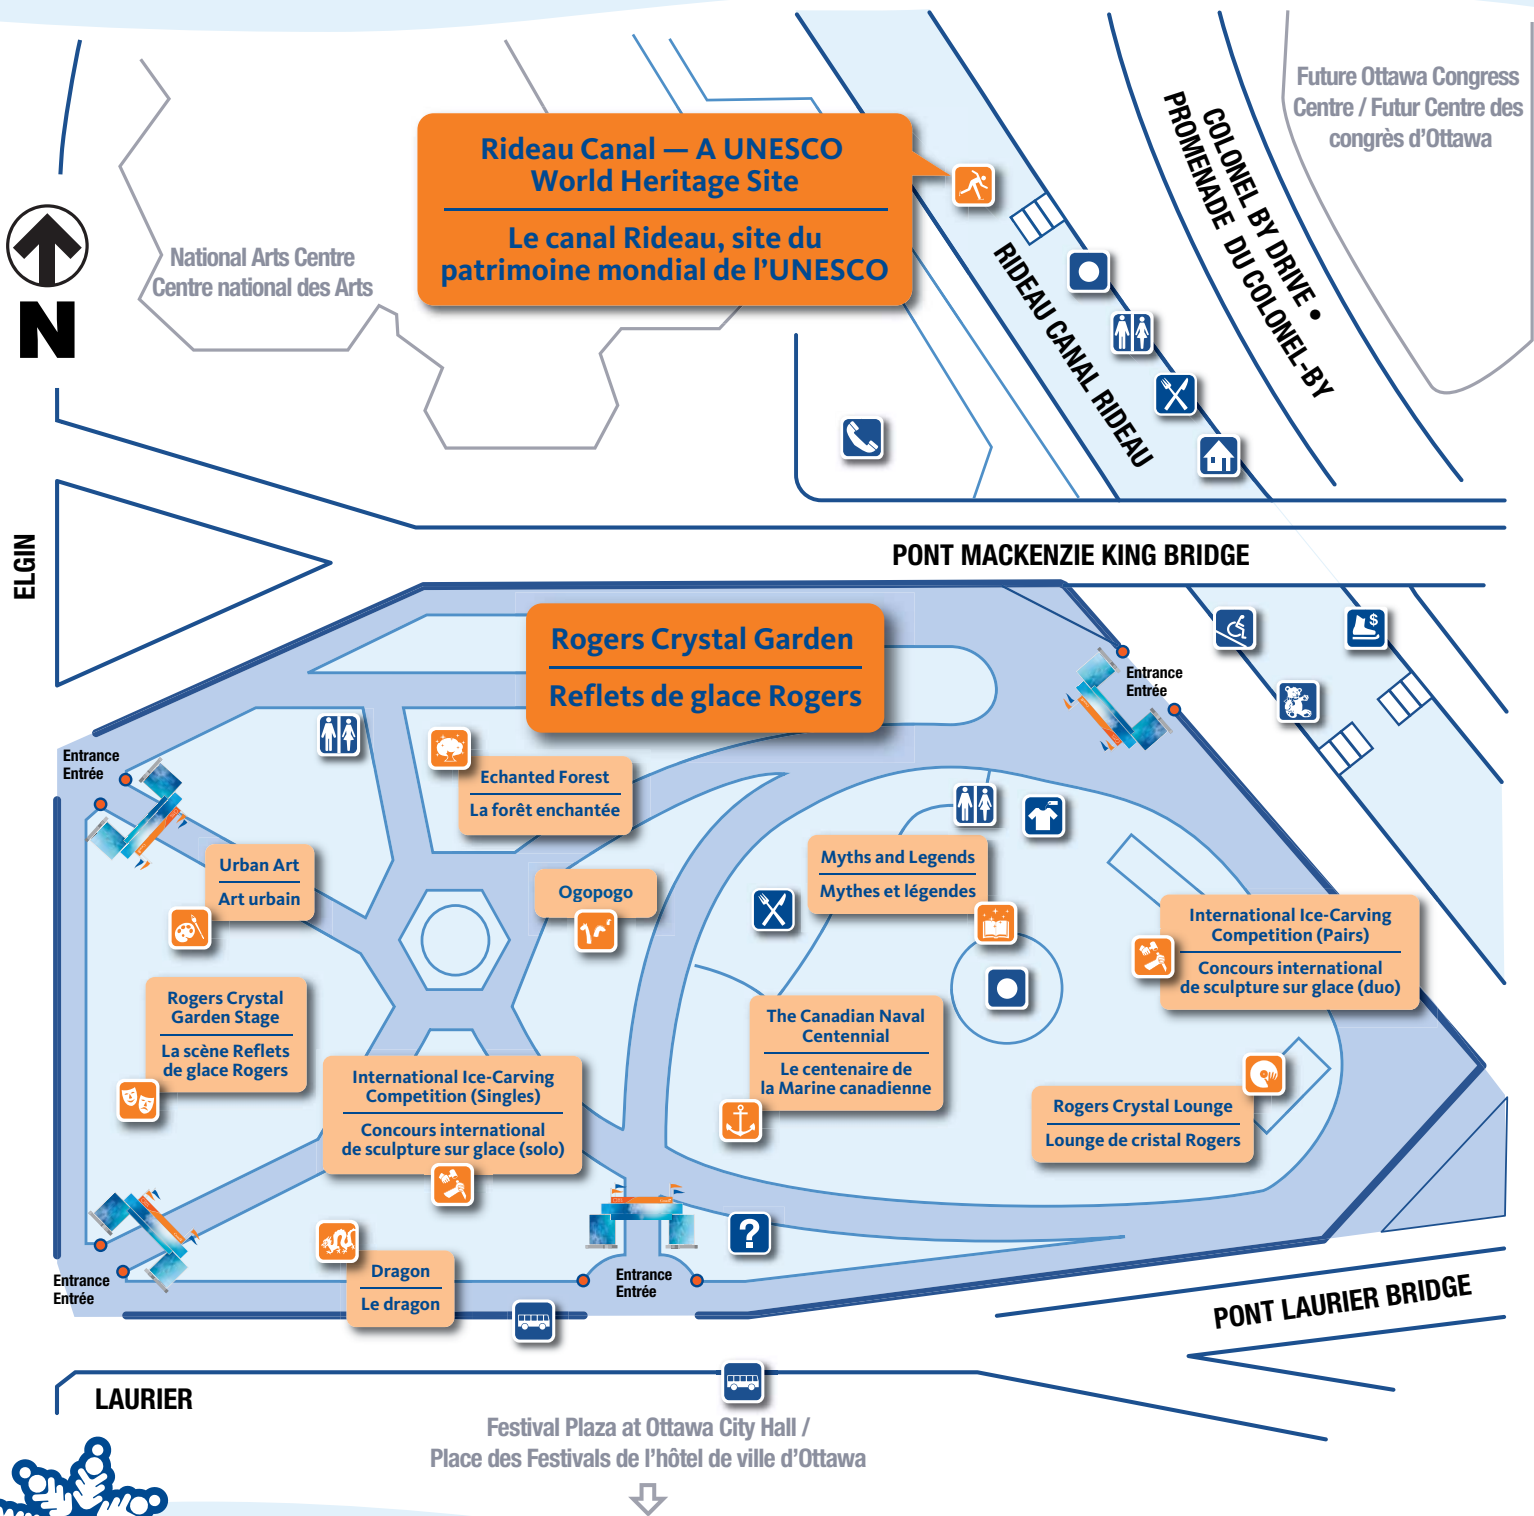 Future Ottawa Congress
Centre / Futur Centre des
congrès d'Ottawa
COLONEL BY DRIVE •
PROMENADE DU COLONEL-BY
Rideau Canal — A UNESCO
World Heritage Site
Le canal Rideau, site du
patrimoine mondial de l'UNESCO
National Arts Centre
Centre national des Arts
N
RIDEAU CANAL RIDEAU
ELGIN
PONT MACKENZIE KING BRIDGE
Rogers Crystal Garden
Reflets de glace Rogers
$
Entrance
Entrée
Entrance
Entrée
Echanted Forest
La forêt enchantée
Urban Art
Art urbain
Ogopogo
Myths and Legends
Mythes et légendes
International Ice-Carving
Competition (Pairs)
Concours international
de sculpture sur glace (duo)
Rogers Crystal
Garden Stage
La scène Reflets
de glace Rogers
The Canadian Naval
Centennial
Le centenaire de
la Marine canadienne
International Ice-Carving
Competition (Singles)
Concours international
de sculpture sur glace (solo)
Rogers Crystal Lounge
Lounge de cristal Rogers
?
Entrance
Entrée
Dragon
Le dragon
Entrance
Entrée
PONT LAURIER BRIDGE
LAURIER
Festival Plaza at Ottawa City Hall /
Place des Festivals de l'hôtel de ville d'Ottawa